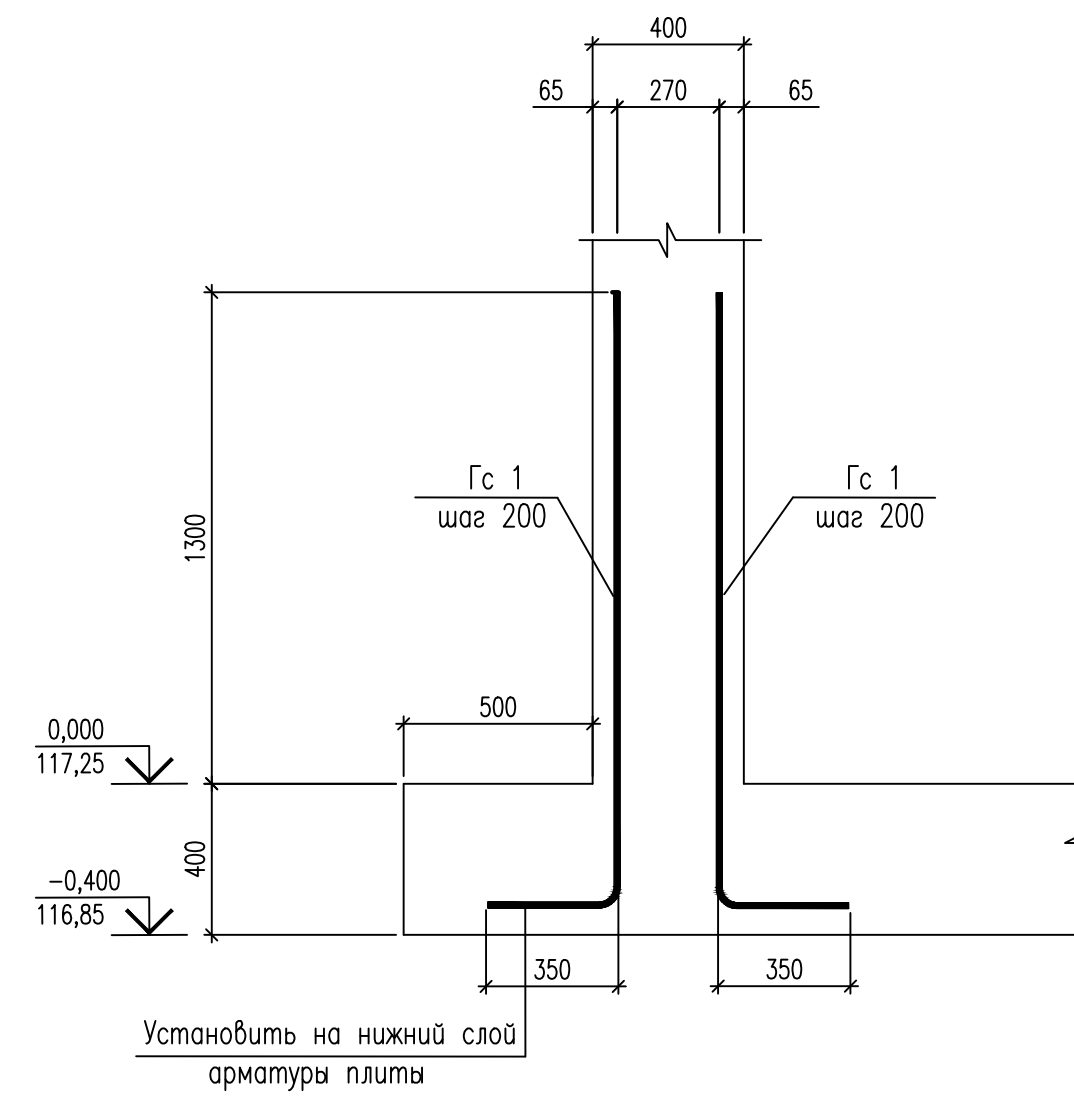 400
65 270 65
Гс 1
шаг 200
Гс 1
шаг 200
1300
500
0,000
117,25
400
-0,400
116,85
350
350
Установить на нижний слой
арматуры плиты